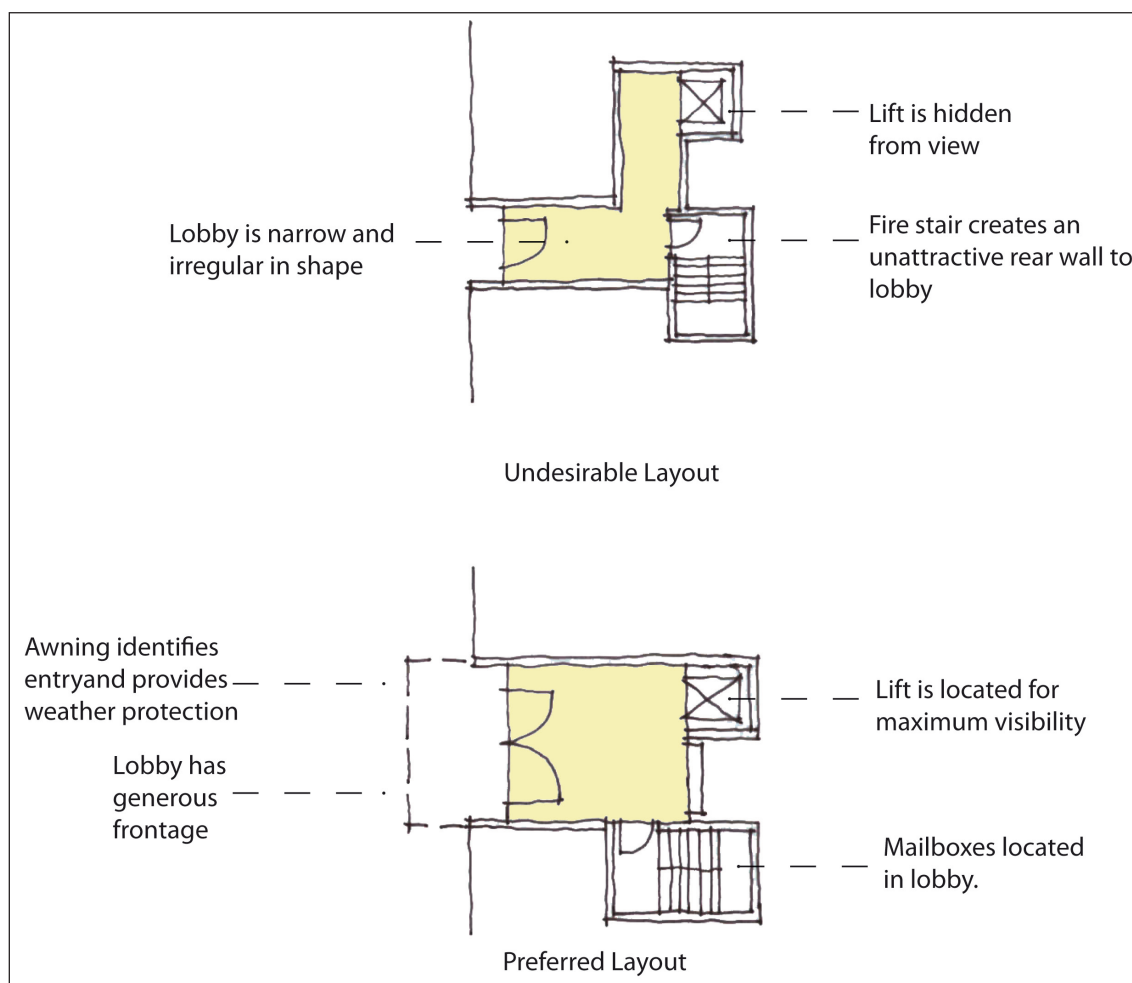 Lift is hidden
from view
Lobby is narrow and
irregular in shape
Fire stair creates an
unattractive rear wall to
lobby
Undesirable Layout
Awning identifies
entryand provides
weather protection
Lift is located for
maximum visibility
Lobby has
generous
frontage
Mailboxes located
in lobby.
Preferred Layout